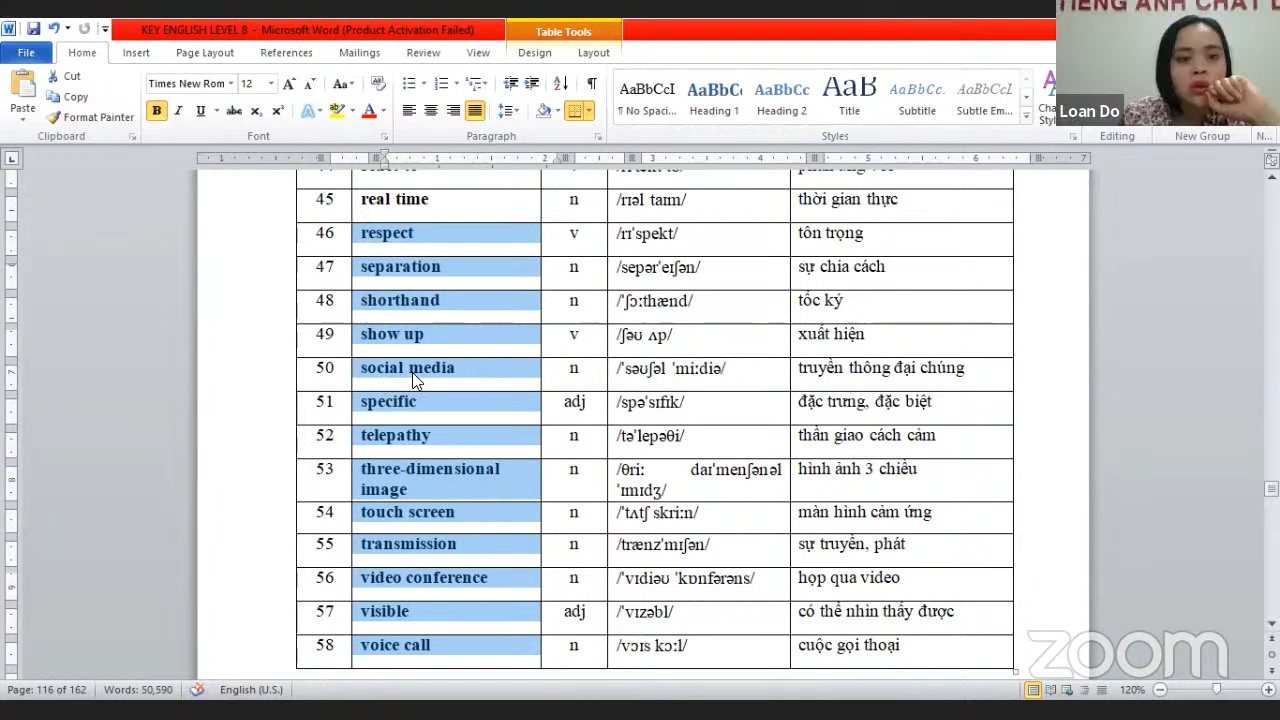 KEY ENGLISH LEVEL 8 - Microsoft Word (Product Activation Failed)
Table Tools
TIẾNG ANH CHẤT
File Home Insert Page Layout References Mailings Review View Design Layout
Paste
Cut
Copy
Format Painter
Clipboard
Times New Rom 12
Font
Paragraph
AaBbCcI AaBbC AaBbCc AaB AaBbCc. AaBbCcI
¶ No Spaci... Heading 1 Heading 2 Title Subtitle Subtle Em...
Styles
Editing New Group N...
Loan Do
45 real time n /rɪəl taɪm/ thời gian thực
46 respect v /rɪˈspekt/ tôn trọng
47 separation n /sepərˈeɪʃən/ sự chia cách
48 shorthand n /ˈʃɔːthænd/ tốc ký
49 show up v /ʃəʊ ʌp/ xuất hiện
50 social media n /ˈsəʊʃəl ˈmiːdiə/ truyền thông đại chúng
51 specific adj /spəˈsɪfɪk/ đặc trưng, đặc biệt
52 telepathy n /təˈlepəθi/ thần giao cách cảm
53 three-dimensional image n /θriː daɪˈmenʃənəl ˈɪmɪdʒ/ hình ảnh 3 chiều
54 touch screen n /ˈtʌtʃ skriːn/ màn hình cảm ứng
55 transmission n /trænzˈmɪʃən/ sự truyền, phát
56 video conference n /ˈvɪdiəʊ ˈkɒnfərəns/ họp qua video
57 visible adj /ˈvɪzəbl/ có thể nhìn thấy được
58 voice call n /vɔɪs kɔːl/ cuộc gọi thoại
zoom
Page: 116 of 162 Words: 50,590 English (U.S.) 120%